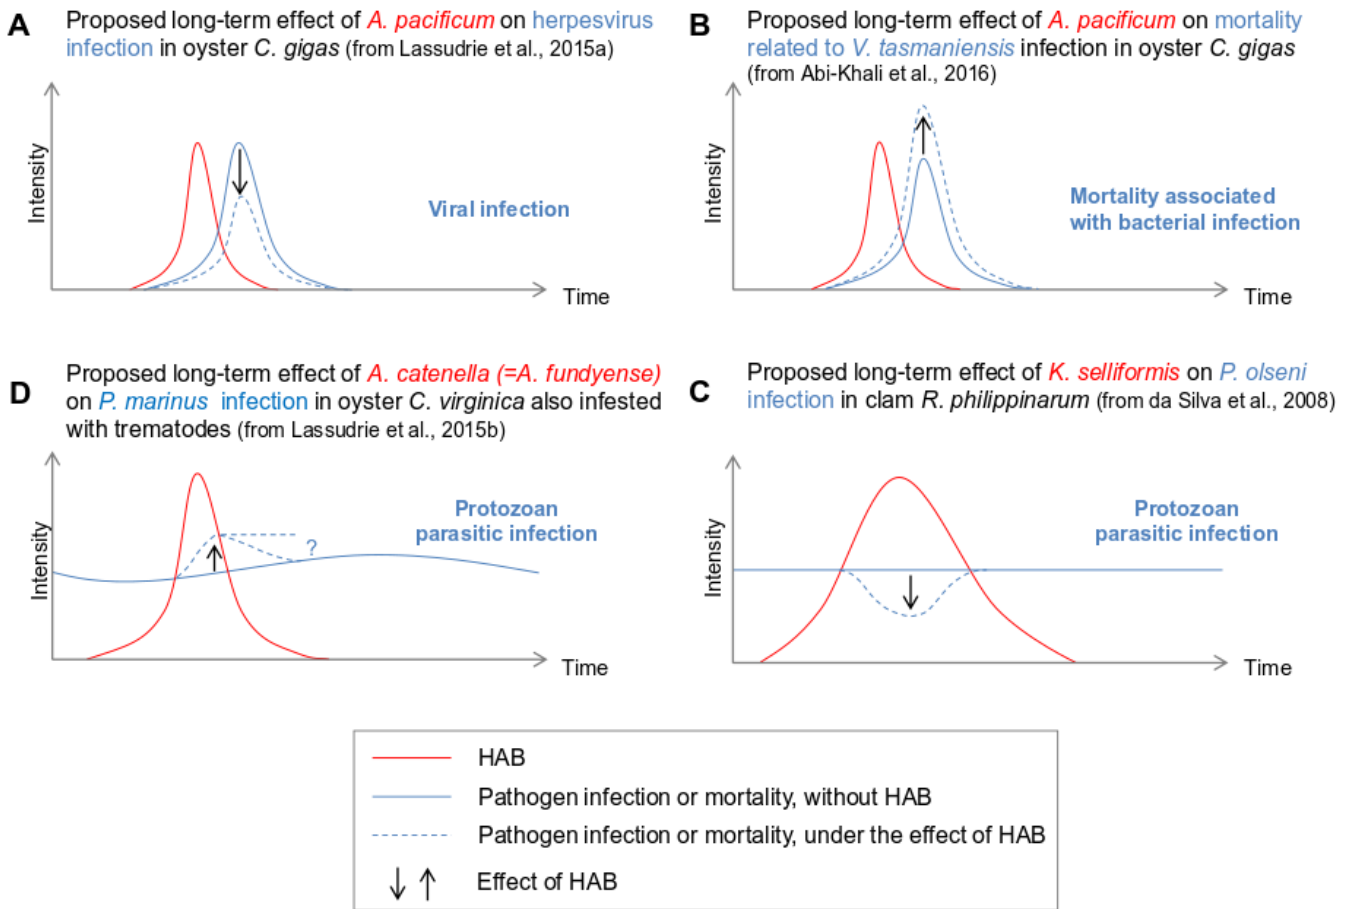 A
Proposed long-term effect of A. pacificum on herpesvirus
infection in oyster C. gigas (from Lassudrie et al., 2015a)
Intensity
Viral infection
Time
B
Proposed long-term effect of A. pacificum on mortality
related to V. tasmaniensis infection in oyster C. gigas
(from Abi-Khali et al., 2016)
Intensity
Mortality associated
with bacterial infection
Time
D
Proposed long-term effect of A. catenella (=A. fundyense)
on P. marinus infection in oyster C. virginica also infested
with trematodes (from Lassudrie et al., 2015b)
Intensity
?
Protozoan
parasitic infection
Time
C
Proposed long-term effect of K. selliformis on P. olseni
infection in clam R. philippinarum (from da Silva et al., 2008)
Intensity
Protozoan
parasitic infection
Time
HAB
Pathogen infection or mortality, without HAB
Pathogen infection or mortality, under the effect of HAB
Effect of HAB